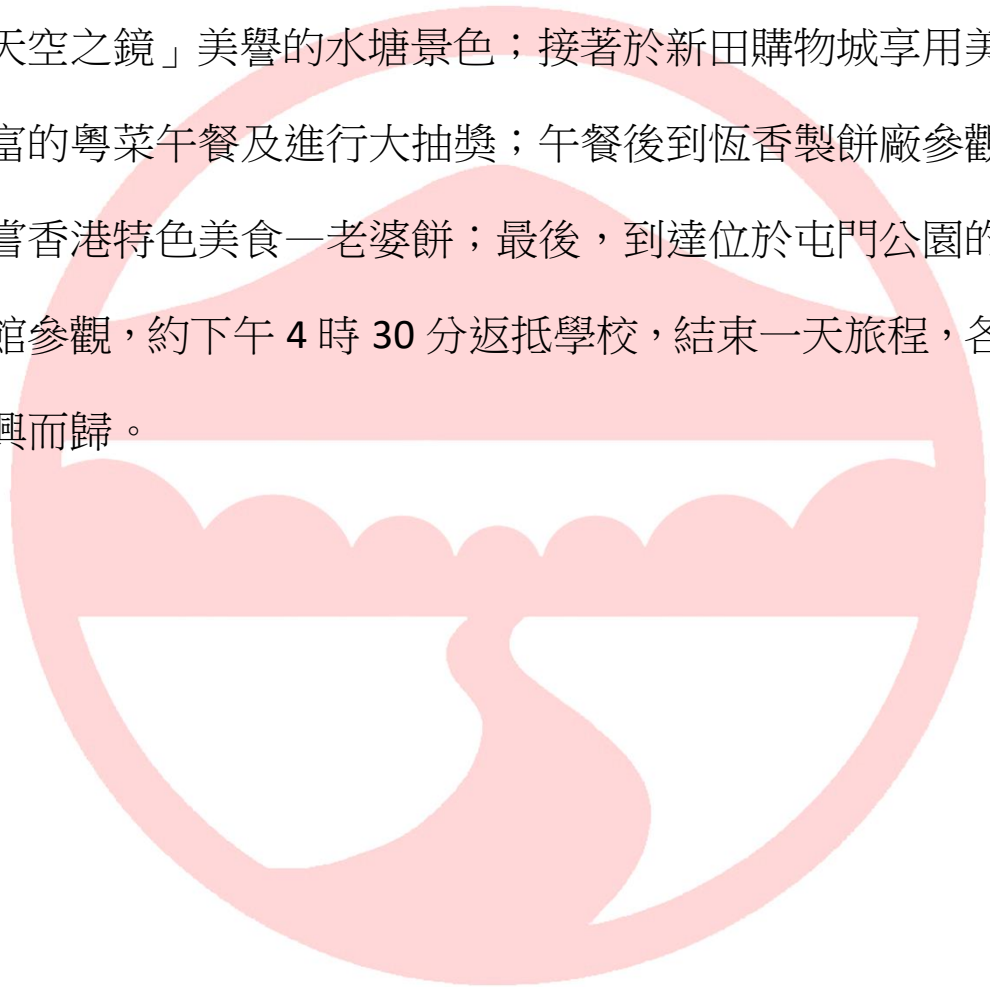 天空之鏡」美譽的水塘景色；接著於新田購物城享用美
富的粵菜午餐及進行大抽獎；午餐後到恆香製餅廠參觀
嘗香港特色美食—老婆餅；最後，到達位於屯門公園的
館參觀，約下午 4 時 30 分返抵學校，結束一天旅程，各
興而歸。